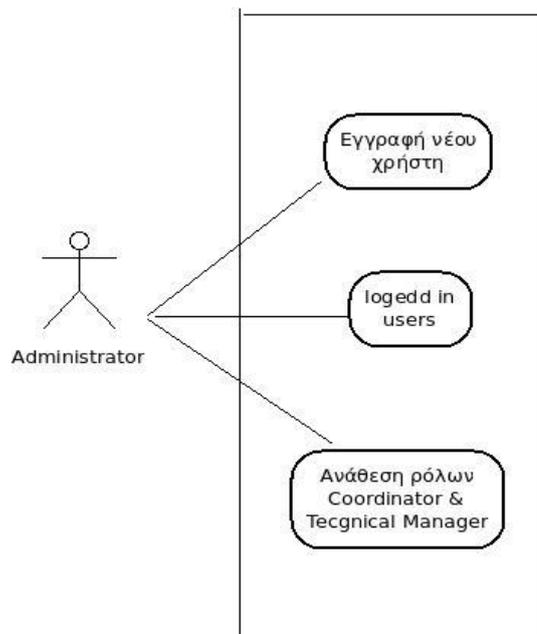 Εγγραφή νέου
χρήστη
logedd in
users
Administrator
Ανάθεση ρόλων
Coordinator &
Tecgnical Manager